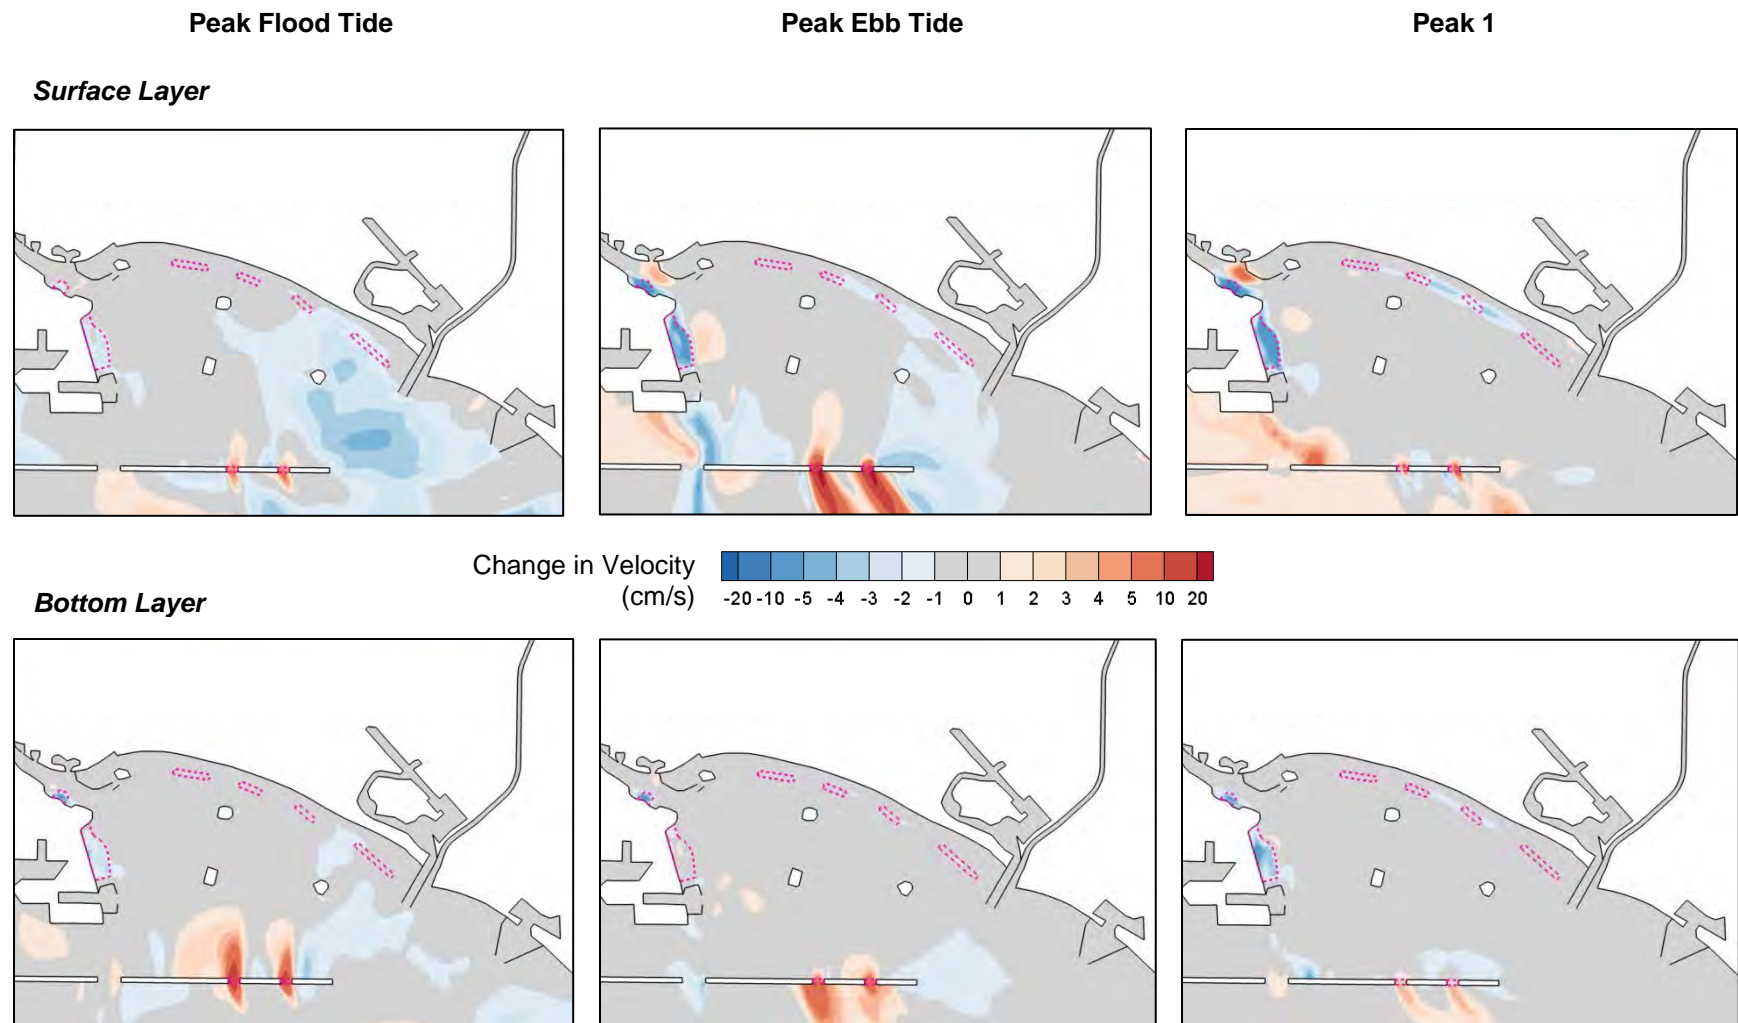 Peak Flood Tide Peak Ebb Tide Peak 1
Surface Layer
Change in Velocity
(cm/s) -20 -10 -5 -4 -3 -2 -1 0 1 2 3 4 5 10 20
Bottom Layer